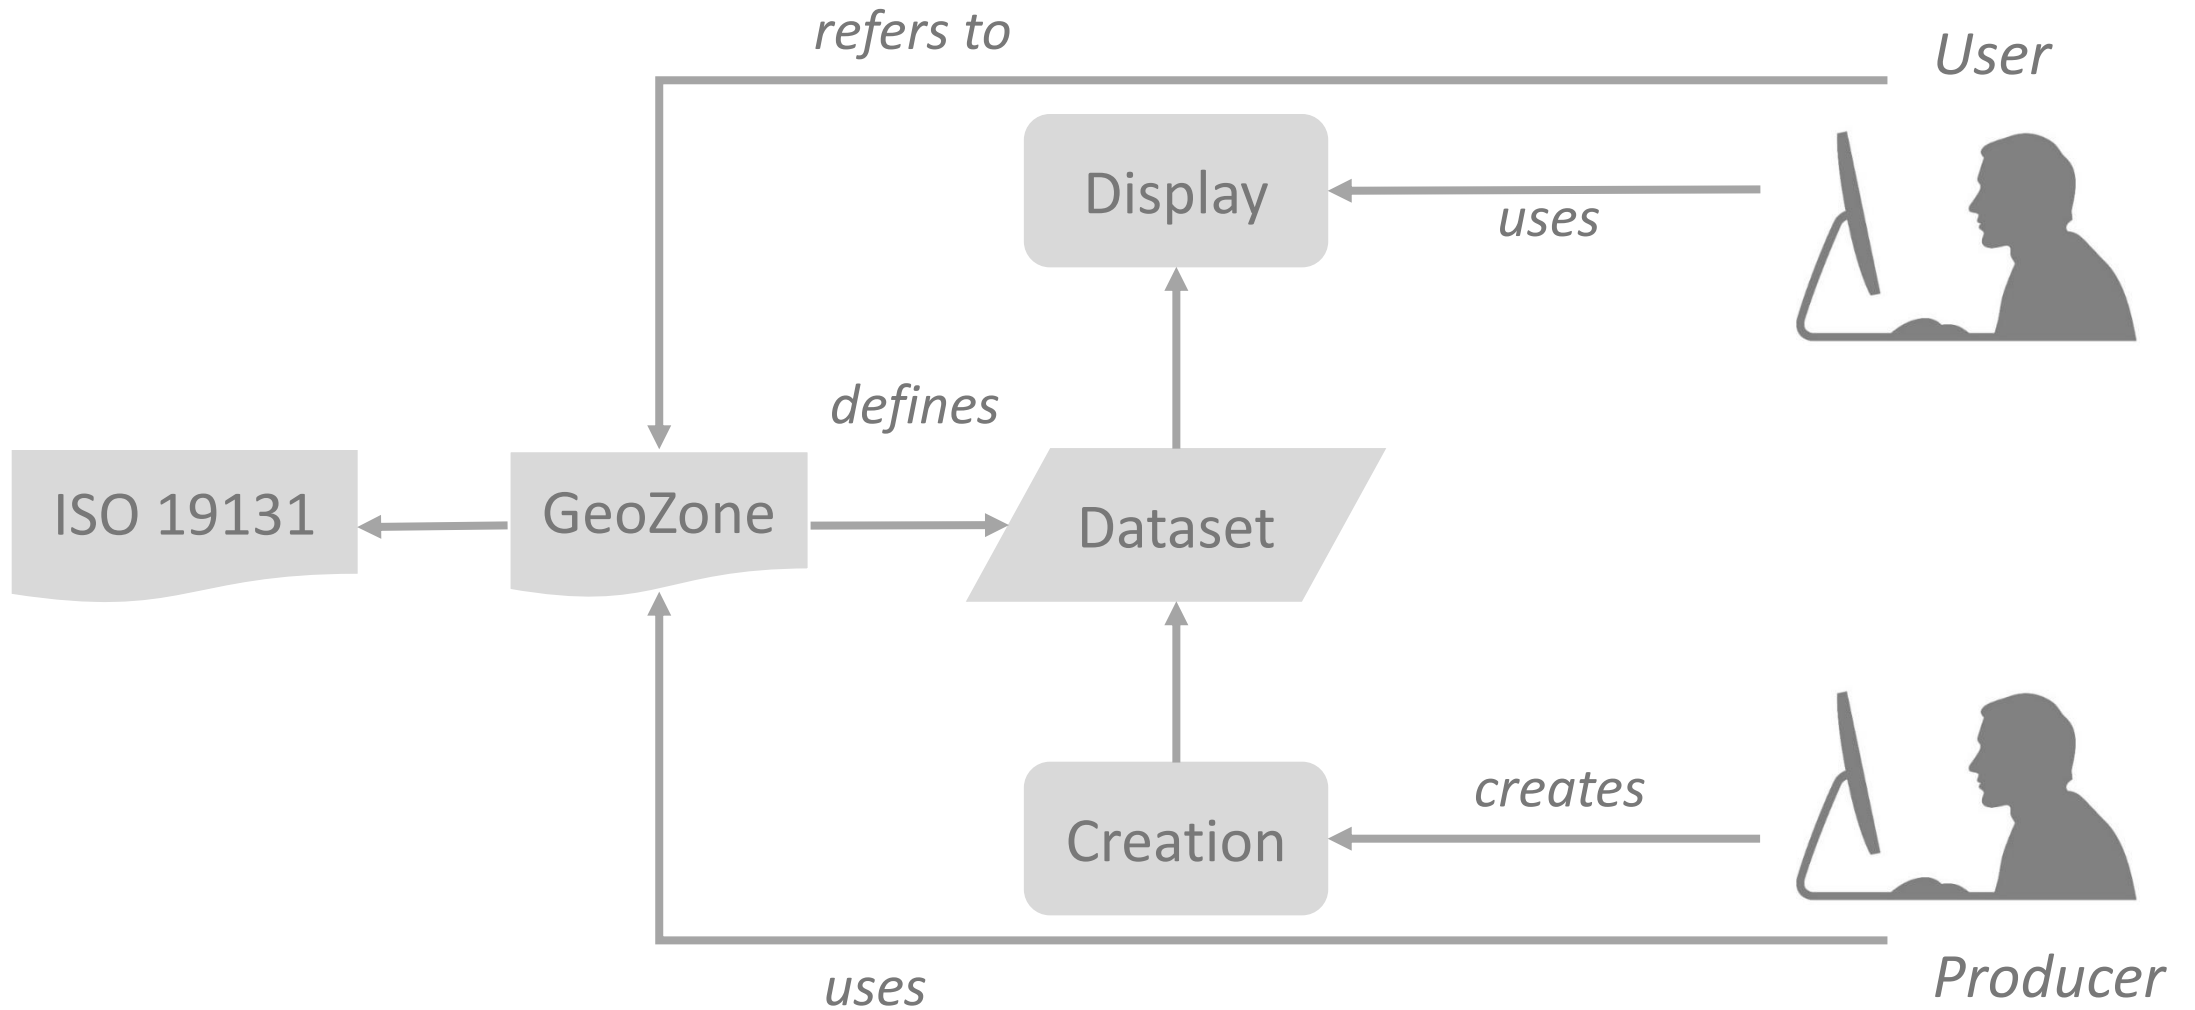 refers to
User
Display
uses
defines
ISO 19131
GeoZone
Dataset
creates
Creation
Producer
uses